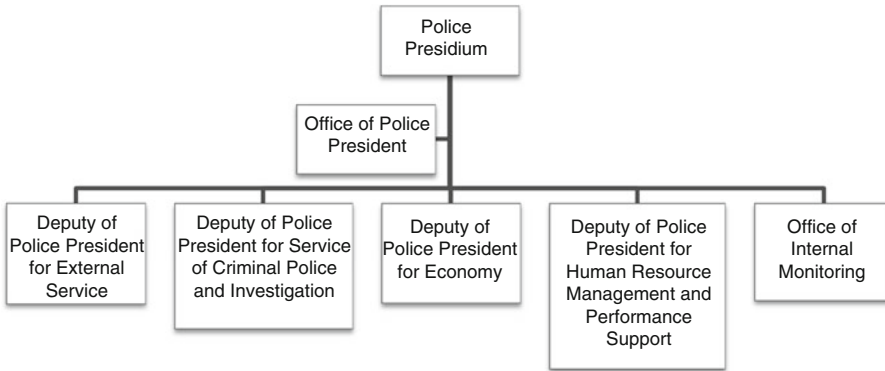 Police
Presidium
Office of Police
President
Deputy of
Police President
for External
Service
Deputy of Police
President for Service
of Criminal Police
and Investigation
Deputy of
Police President
for Economy
Deputy of Police
President for
Human Resource
Management and
Performance
Support
Office of
Internal
Monitoring